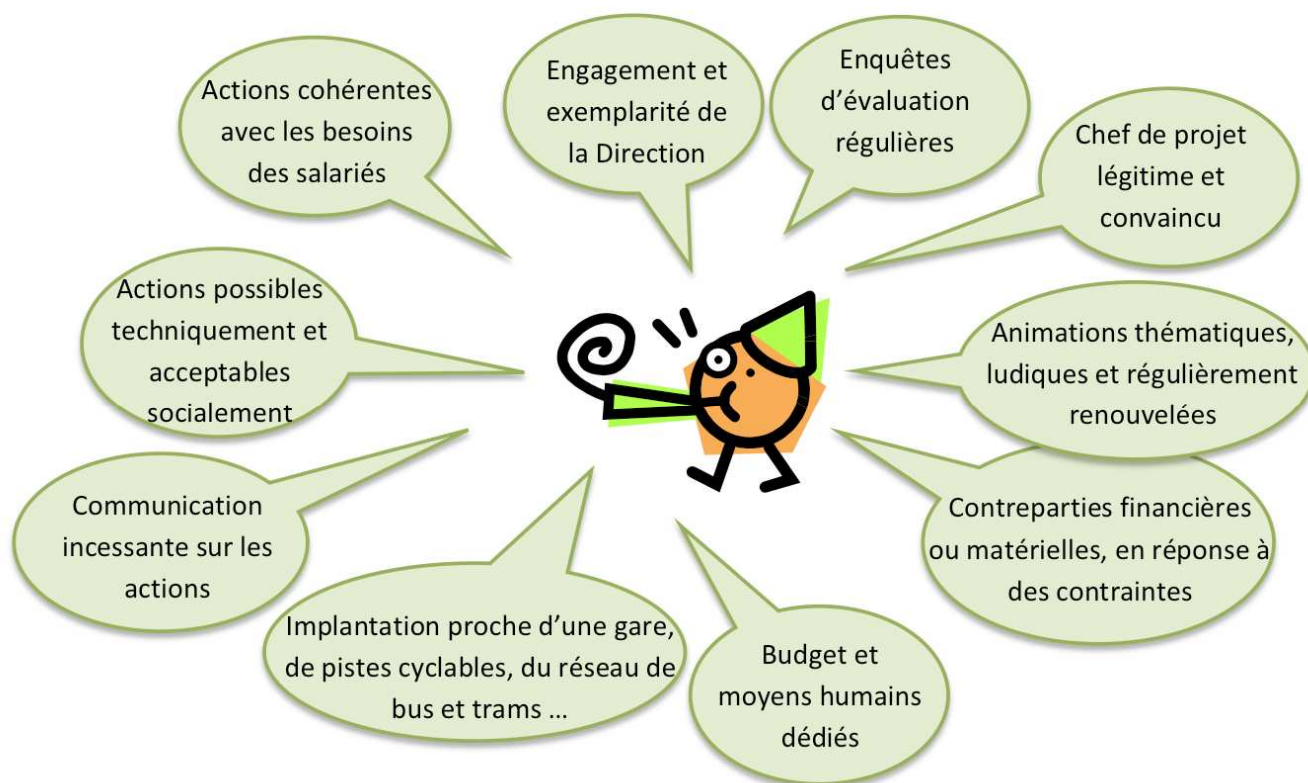 Actions cohérentes
avec les besoins
des salariés
Engagement et
exemplarité de
la Direction
Enquêtes
d’évaluation
régulières
Chef de projet
légitime et
convaincu
Actions possibles
techniquement et
acceptables
socialement
Animations thématiques,
ludiques et régulièrement
renouvelées
Communication
incessante sur les
actions
Contreparties financières
ou matérielles, en réponse à
des contraintes
Implantation proche d’une gare,
de pistes cyclables, du réseau de
bus et trams ...
Budget et
moyens humains
dédiés